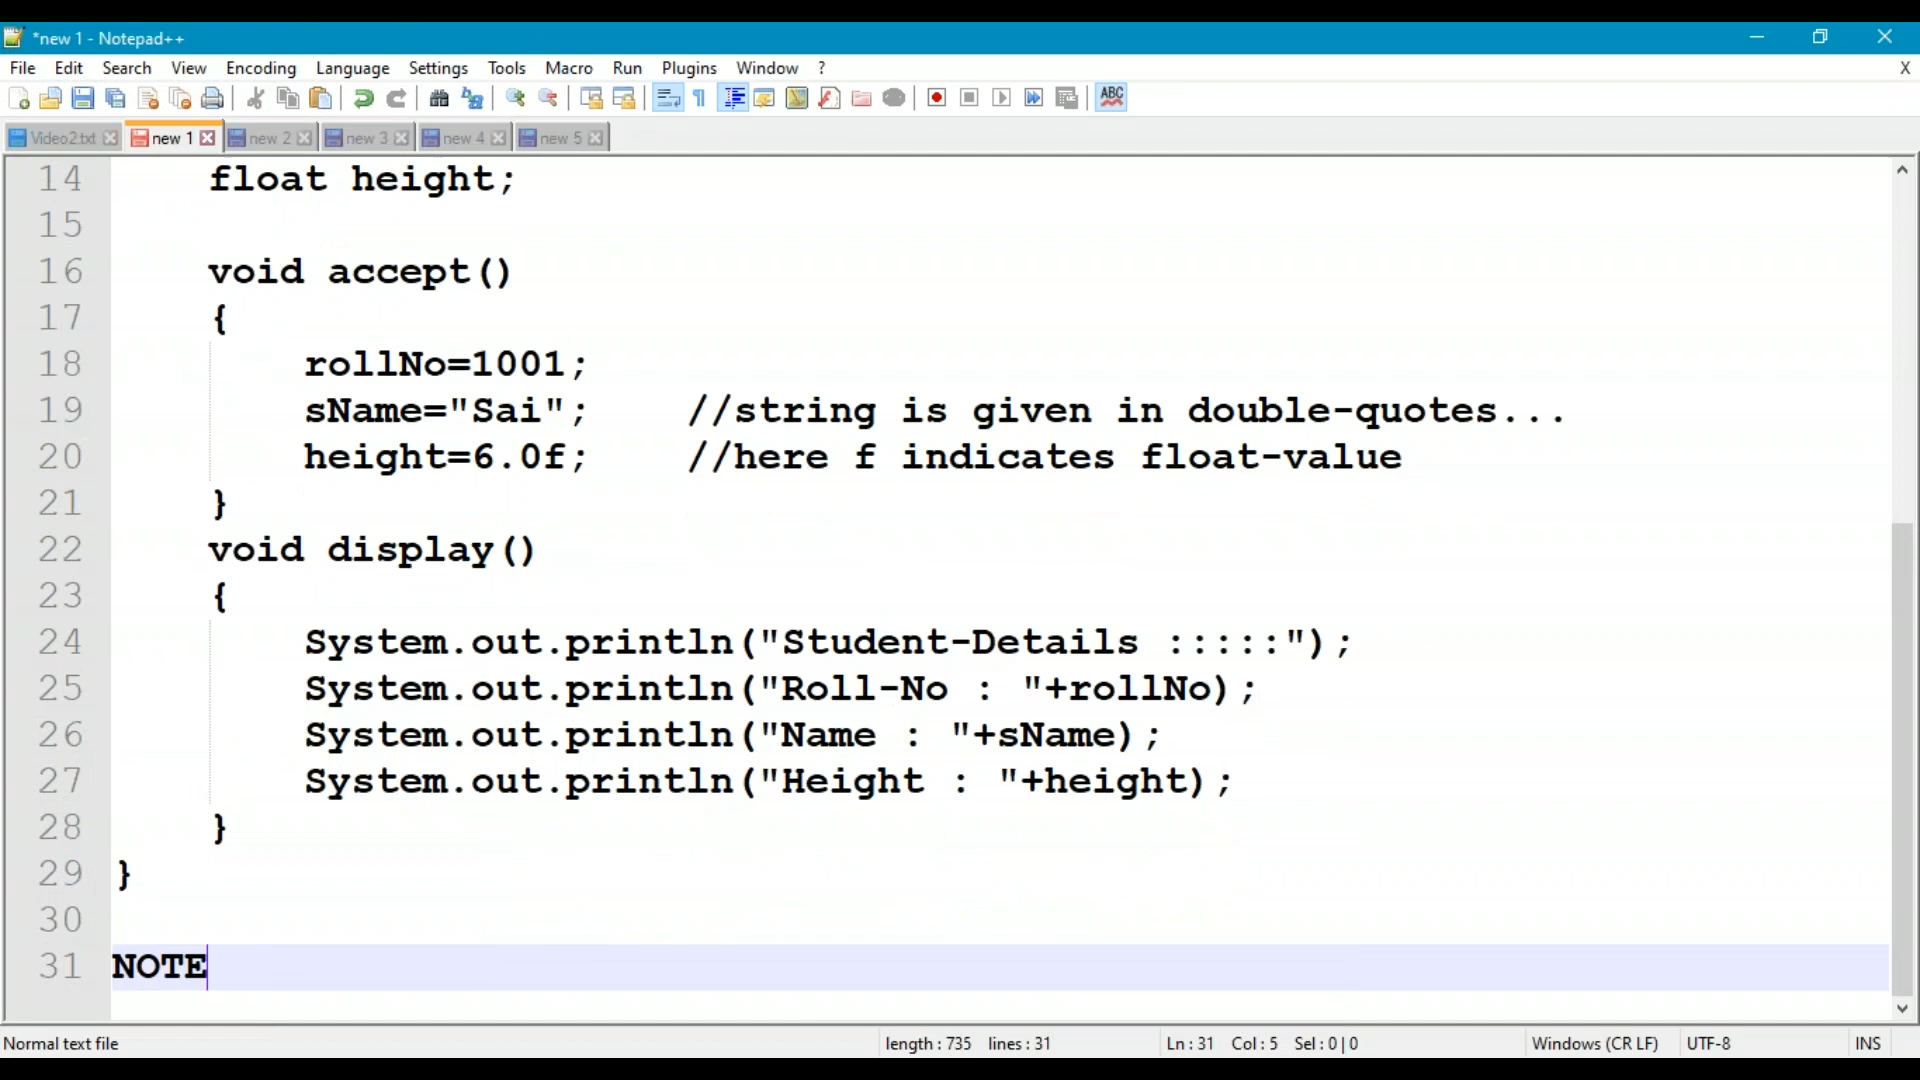 *new 1 - Notepad++
File Edit Search View Encoding Language Settings Tools Macro Run Plugins Window ? X
ABC
Video2.txt new 1 new 2 new 3 new 4 new 5
14 float height;
15
16 void accept()
17 {
18 rollNo=1001;
19 sName="Sai"; //string is given in double-quotes...
20 height=6.0f; //here f indicates float-value
21 }
22 void display()
23 {
24 System.out.println("Student-Details :::::");
25 System.out.println("Roll-No : "+rollNo);
26 System.out.println("Name : "+sName);
27 System.out.println("Height : "+height);
28 }
29 }
30
31 NOTE
Normal text file length : 735 lines : 31 Ln : 31 Col : 5 Sel : 0 | 0 Windows (CR LF) UTF-8 INS